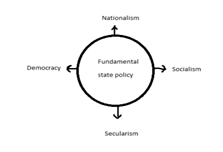 Nationalism
Fundamental
Democracy
Socialism
state policy
Secularism